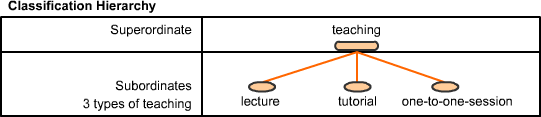 Classification Hierarchy
Superordinate teaching
Subordinates
3 types of teaching lecture tutorial one-to-one-session